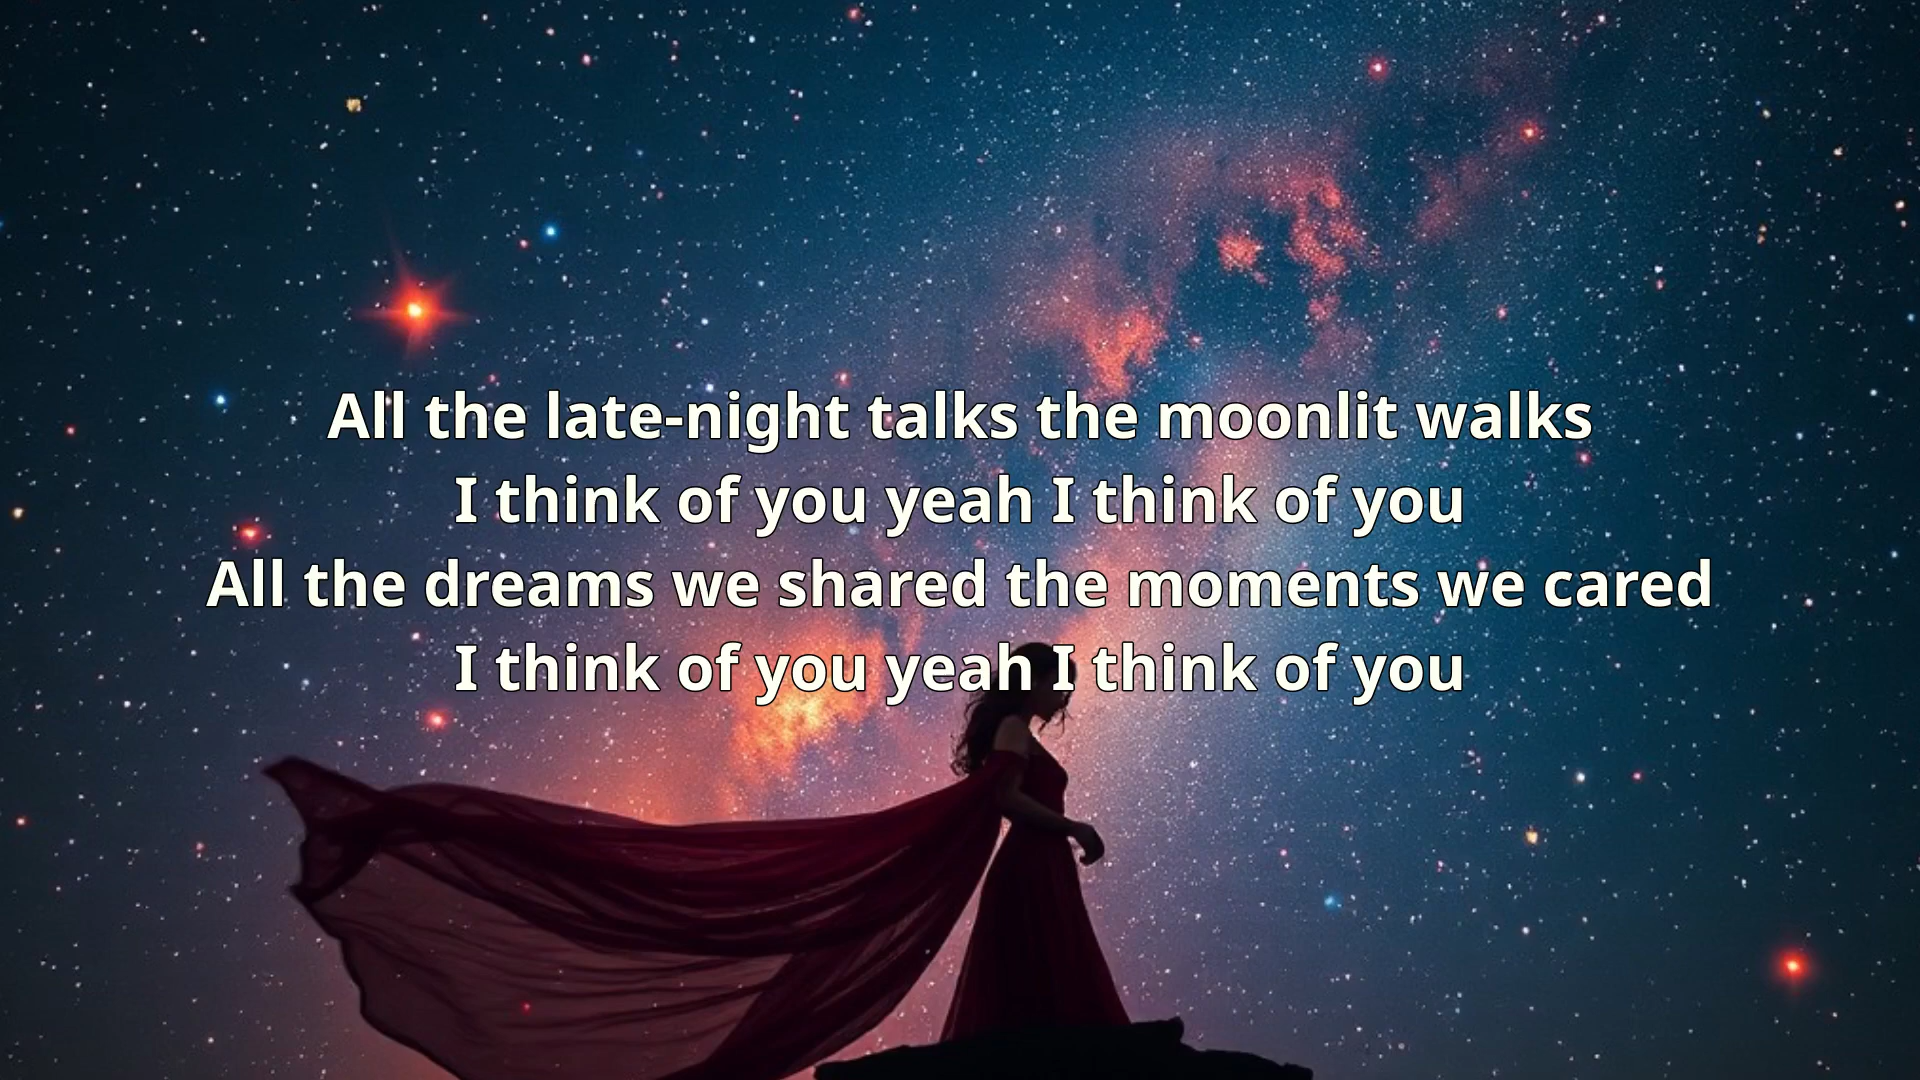 All the late-night talks the moonlit walks
I think of you yeah I think of you
All the dreams we shared the moments we cared
I think of you yeah I think of you